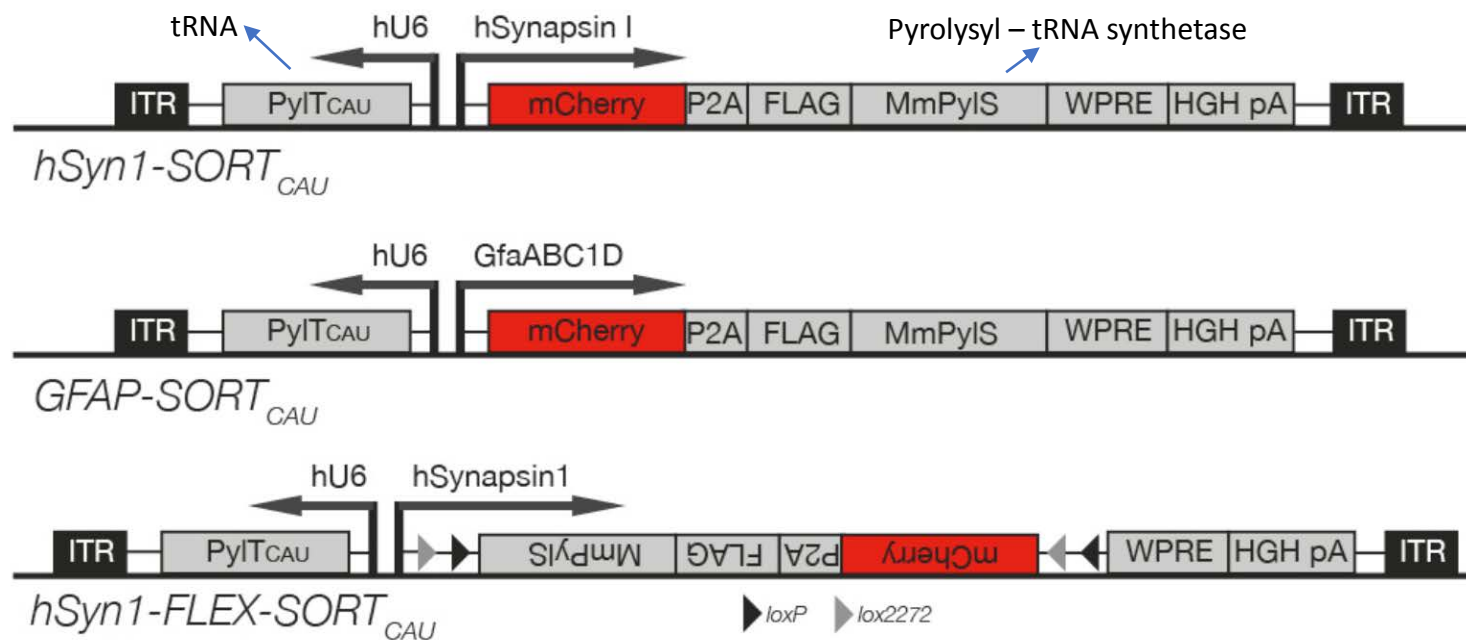 tRNA hU6 hSynapsin I Pyrolysyl – tRNA synthetase
ITR PylTCAU mCherry P2A FLAG MmPylS WPRE HGH pA ITR
hSyn1-SORTCAU
hU6 GfaABC1D
ITR PylTCAU mCherry P2A FLAG MmPylS WPRE HGH pA ITR
GFAP-SORTCAU
hU6 hSynapsin1
ITR PylTCAU MmPylS FLAG P2A mCherry WPRE HGH pA ITR
hSyn1-FLEX-SORTCAU loxP lox2272